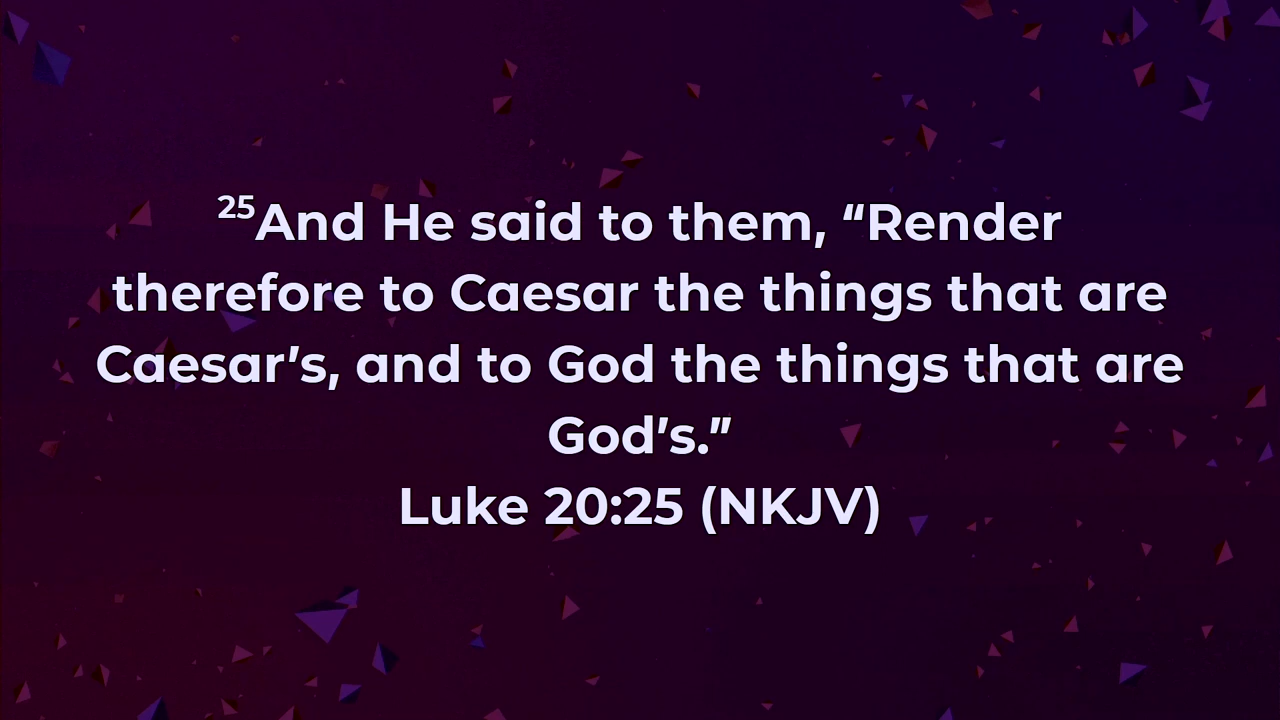 25And He said to them, “Render
therefore to Caesar the things that are
Caesar’s, and to God the things that are
God’s.”
Luke 20:25 (NKJV)